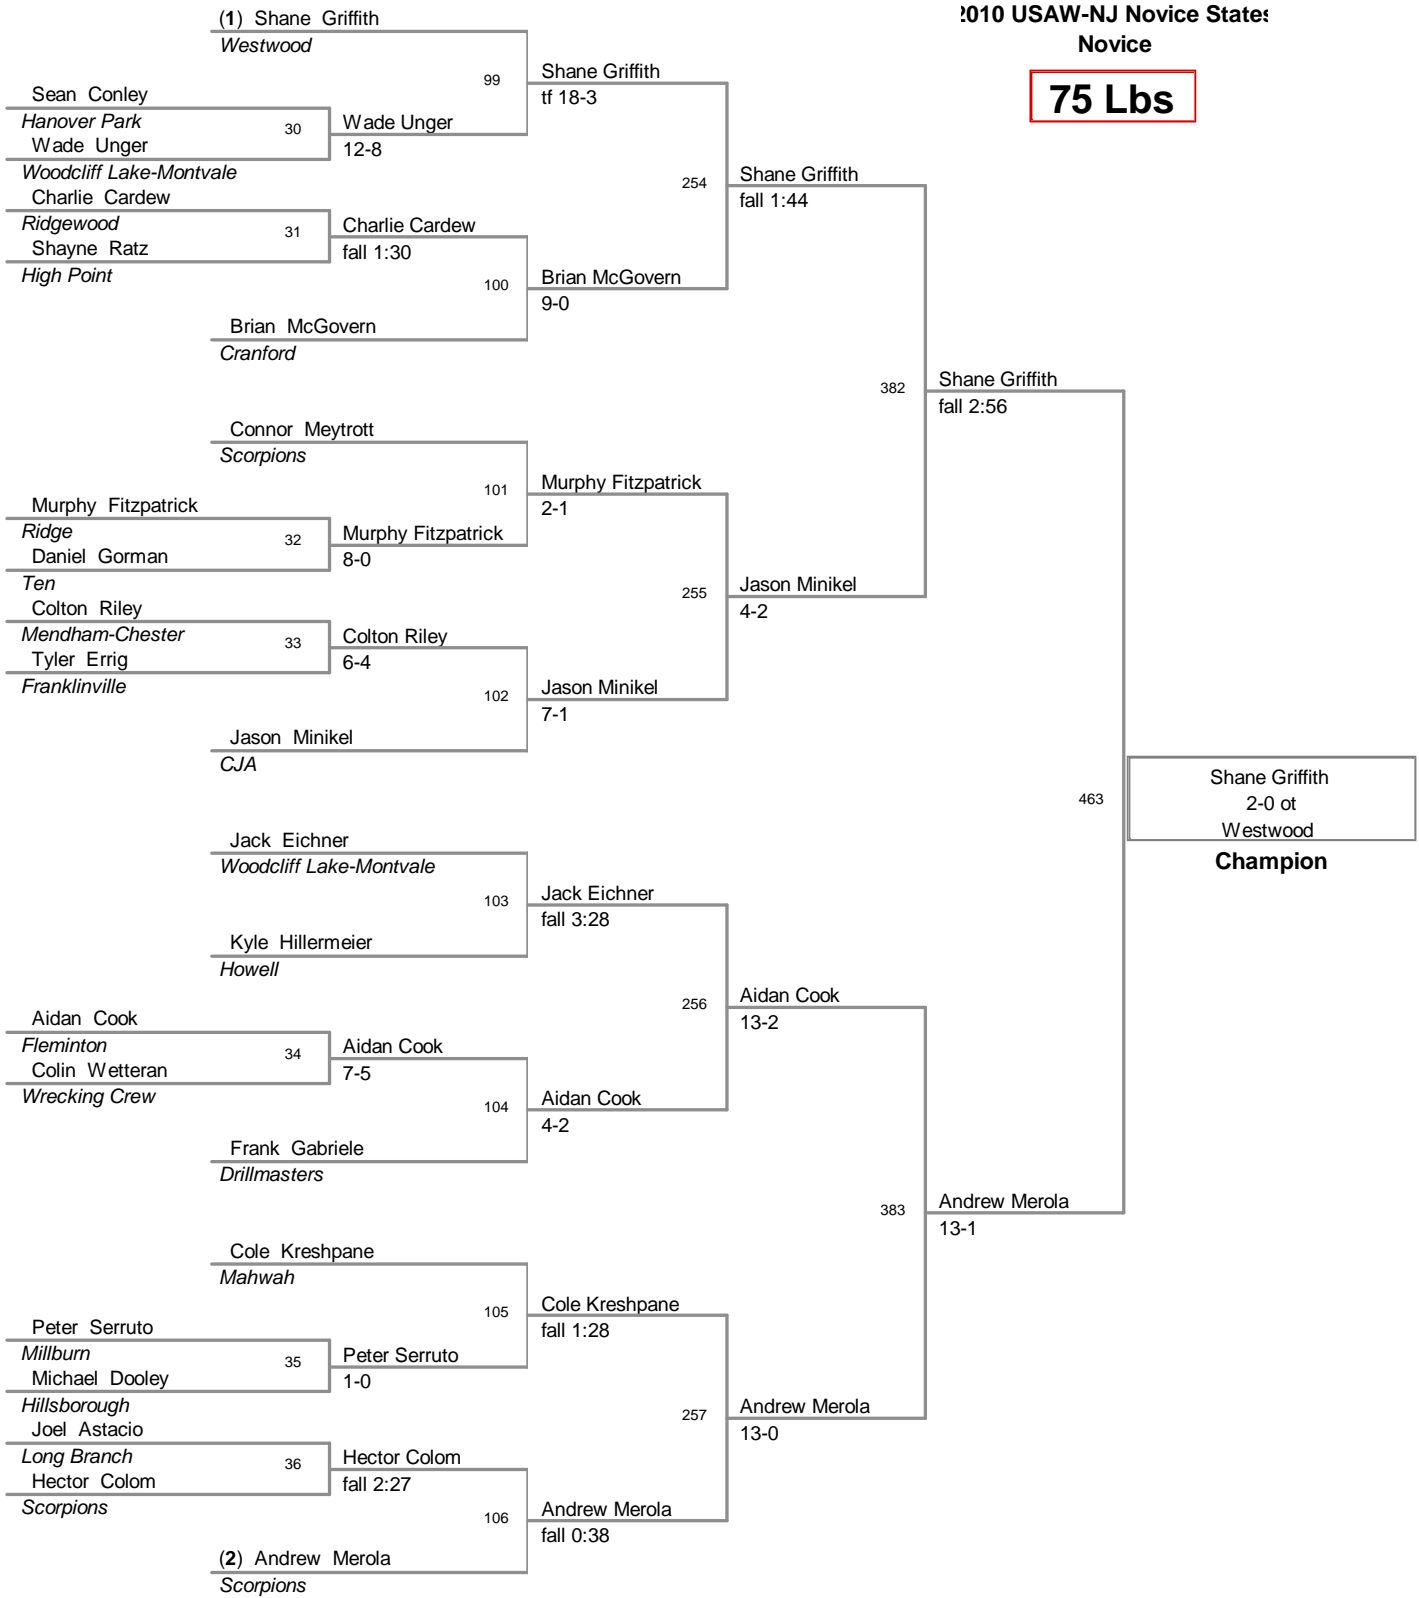 2010 USAW-NJ Novice States
Novice
75 Lbs
(1) Shane Griffith
Westwood
99
Shane Griffith
tf 18-3
Sean Conley
Hanover Park
30
Wade Unger
Wade Unger
12-8
Woodcliff Lake-Montvale
254
Shane Griffith
fall 1:44
Charlie Cardew
Ridgewood
31
Charlie Cardew
Shayne Ratz
fall 1:30
High Point
100
Brian McGovern
9-0
Brian McGovern
Cranford
382
Shane Griffith
fall 2:56
Connor Meytrott
Scorpions
101
Murphy Fitzpatrick
2-1
Murphy Fitzpatrick
Ridge
32
Murphy Fitzpatrick
Daniel Gorman
8-0
Ten
255
Jason Minikel
4-2
Colton Riley
Mendham-Chester
33
Colton Riley
Tyler Errig
6-4
Franklinville
102
Jason Minikel
7-1
Jason Minikel
CJA
463
Shane Griffith
2-0 ot
Westwood
Champion
Jack Eichner
Woodcliff Lake-Montvale
103
Jack Eichner
fall 3:28
Kyle Hillermeier
Howell
256
Aidan Cook
13-2
Aidan Cook
Fleminton
34
Aidan Cook
Colin Wetteran
7-5
Wrecking Crew
104
Aidan Cook
4-2
Frank Gabriele
Drillmasters
383
Andrew Merola
13-1
Cole Kreshpane
Mahwah
105
Cole Kreshpane
fall 1:28
Peter Serruto
Millburn
35
Peter Serruto
Michael Dooley
1-0
Hillsborough
257
Andrew Merola
13-0
Joel Astacio
Long Branch
36
Hector Colom
Hector Colom
fall 2:27
Scorpions
106
Andrew Merola
fall 0:38
(2) Andrew Merola
Scorpions